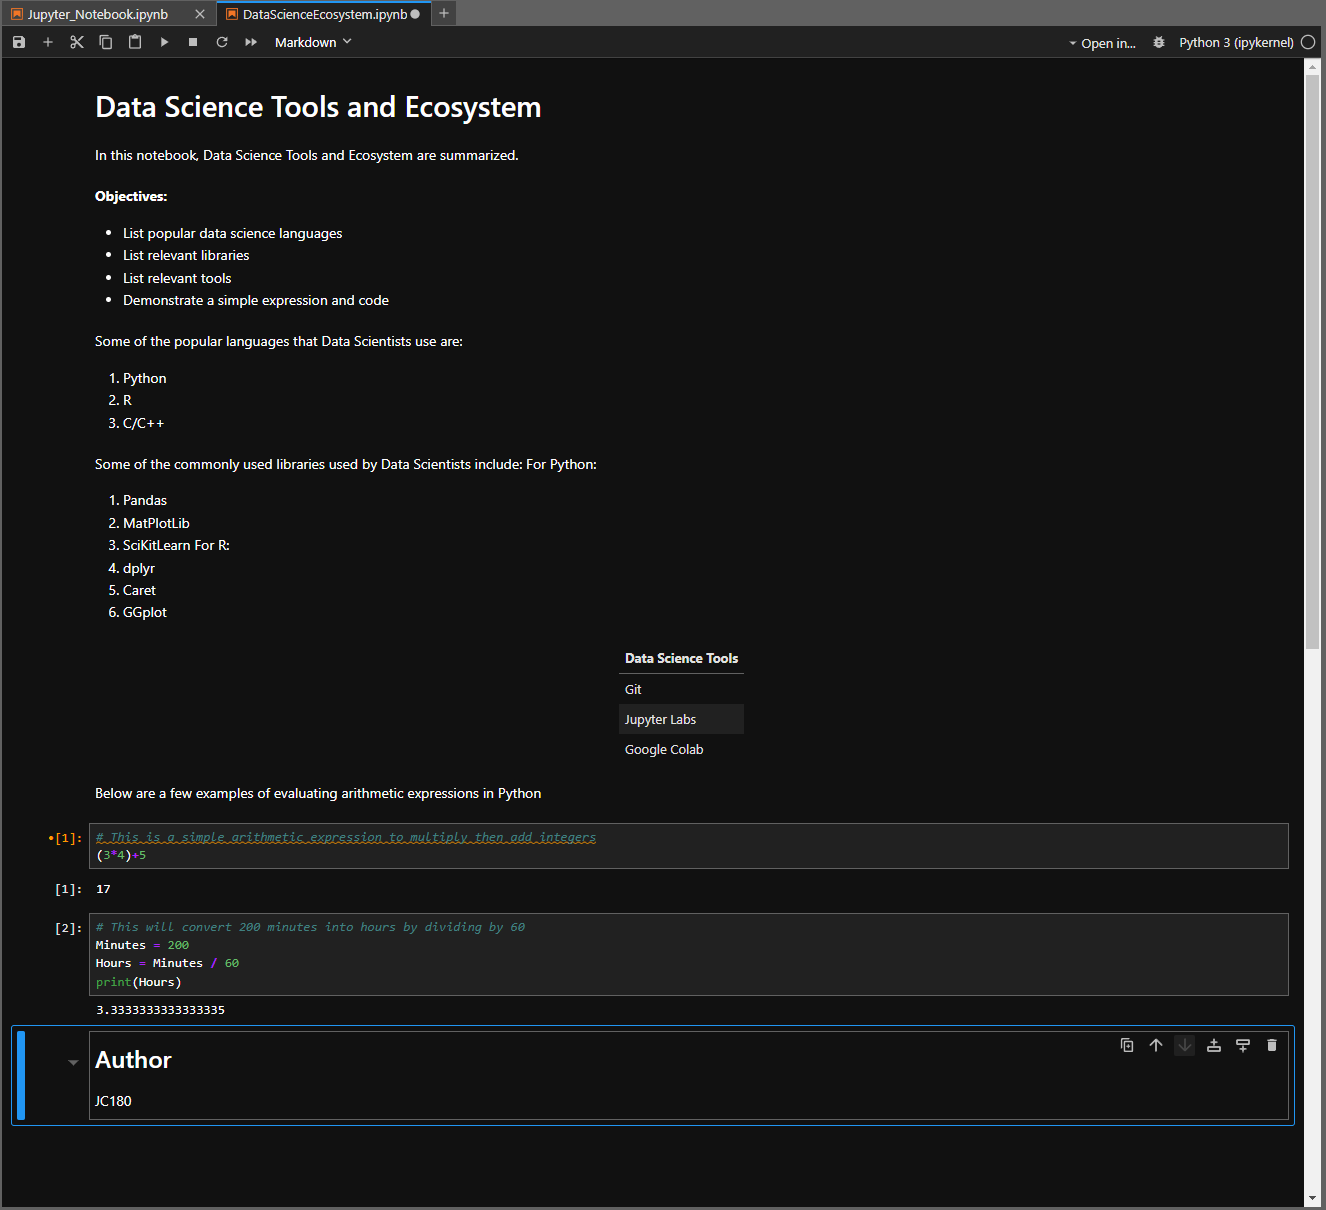 Jupyter_Notebook.ipynb
DataScienceEcosystem.ipynb
Markdown
Open in...
Python 3 (ipykernel)
Data Science Tools and Ecosystem
In this notebook, Data Science Tools and Ecosystem are summarized.
Objectives:
• List popular data science languages
• List relevant libraries
• List relevant tools
• Demonstrate a simple expression and code
Some of the popular languages that Data Scientists use are:
1. Python
2. R
3. C/C++
Some of the commonly used libraries used by Data Scientists include: For Python:
1. Pandas
2. MatPlotLib
3. SciKitLearn For R:
4. dplyr
5. Caret
6. GGplot
Data Science Tools
Git
Jupyter Labs
Google Colab
Below are a few examples of evaluating arithmetic expressions in Python
•[1]: # This is a simple arithmetic expression to multiply then add integers
(3*4)+5
[1]: 17
[2]: # This will convert 200 minutes into hours by dividing by 60
Minutes = 200
Hours = Minutes / 60
print(Hours)
3.3333333333333335
Author
JC180